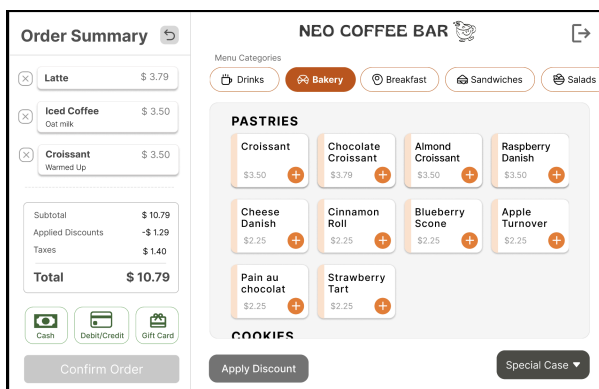 Order Summary
Latte $ 3.79
Iced Coffee $ 3.50
Oat milk
Croissant $ 3.50
Warmed Up
Subtotal $ 10.79
Applied Discounts -$ 1.29
Taxes $ 1.40
Total $ 10.79
Cash Debit/Credit Gift Card
Confirm Order
NEO COFFEE BAR
Menu Categories
Drinks Bakery Breakfast Sandwiches Salads
PASTRIES
Croissant
$3.50
Chocolate
Croissant
$3.79
Almond
Croissant
$3.50
Raspberry
Danish
$3.50
Cheese
Danish
$2.25
Cinnamon
Roll
$2.25
Blueberry
Scone
$2.25
Apple
Turnover
$2.25
Pain au
chocolat
$2.25
Strawberry
Tart
$2.25
COOKIES
Apply Discount
Special Case